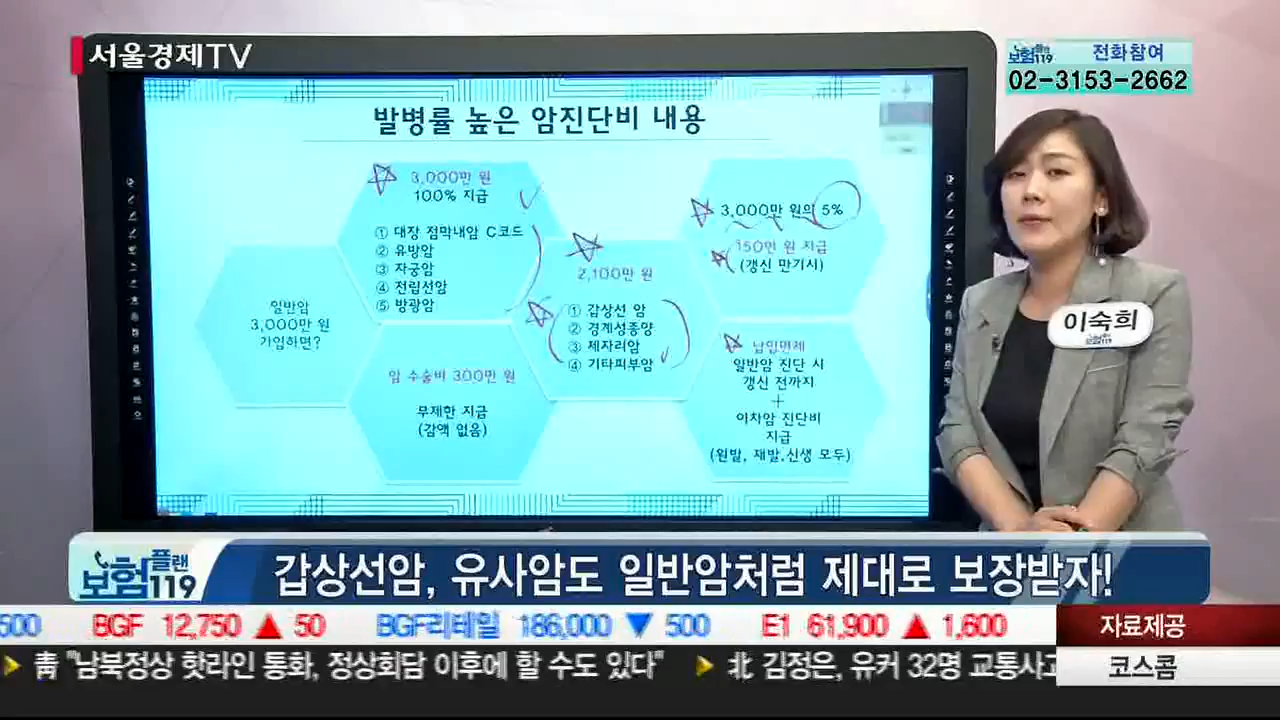 서울경제TV
보험플랜119
전화참여
02-3153-2662
발병률 높은 암진단비 내용
일반암
3,000만 원
가입하면?
3,000만 원
100% 지급
① 대장 점막내암 C코드
② 유방암
③ 자궁암
④ 전립선암
⑤ 방광암
암 수술비 300만 원
무제한 지급
(감액 없음)
2,100만 원
① 갑상선 암
② 경계성종양
③ 제자리암
④ 기타피부암
3,000만 원의 5%
150만 원 지급
(갱신 만기시)
납입면제
일반암 진단 시
갱신 전까지
+
이차암 진단비
지급
(원발, 재발,신생 모두)
이숙희
보험플랜119
보험플랜119
갑상선암, 유사암도 일반암처럼 제대로 보장받자!
500 BGF 12,750 ▲ 50 BGF리테일 186,000 ▼ 500 E1 61,900 ▲ 1,600
자료제공
靑 "남북정상 핫라인 통화, 정상회담 이후에 할 수도 있다" 北 김정은, 유커 32명 교통사고
코스콤